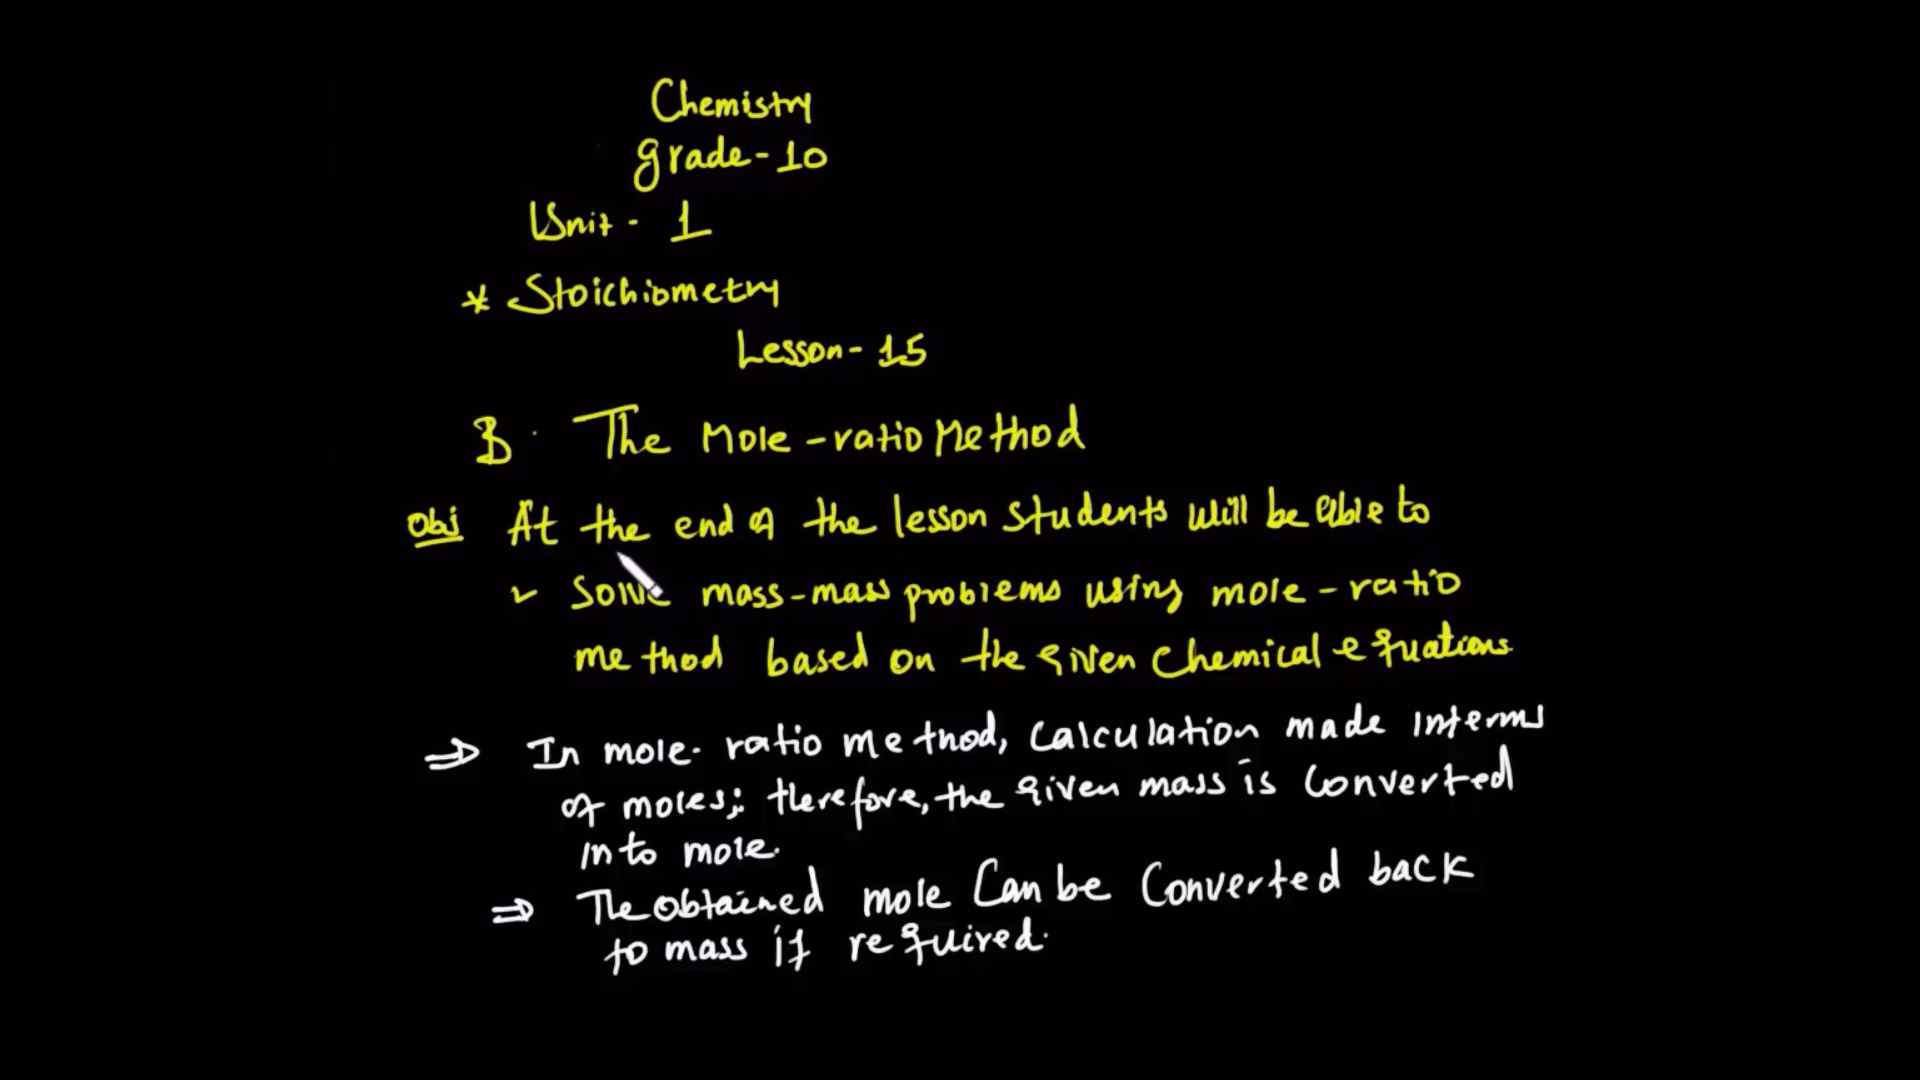 Chemistry
grade-10
Unit - 1
* Stoichiometry
Lesson - 15
B. The Mole-ratio Method
Obj At the end of the lesson students will be able to
✓ Solve mass-mass problems using mole-ratio
method based on the given Chemical equations.
⇒ In mole-ratio method, Calculation made interms
of moles; therefore, the given mass is Converted
into mole.
⇒ The obtained mole Can be Converted back
to mass if required.